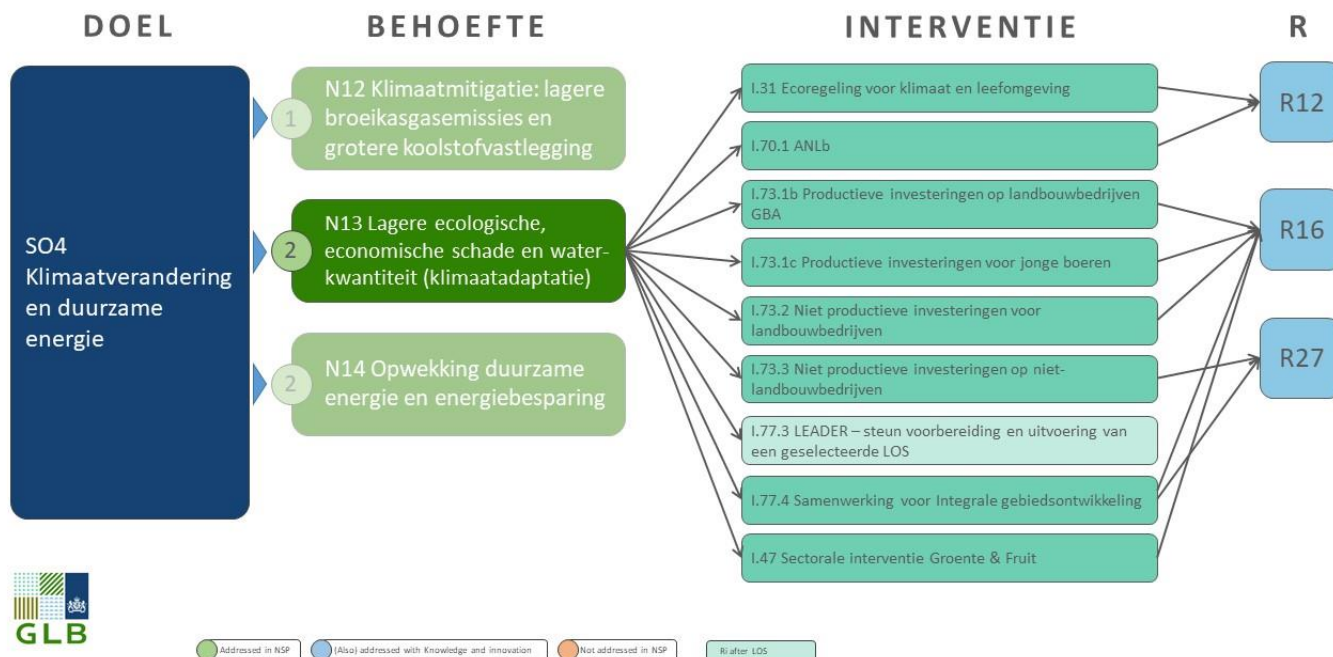 DOEL
BEHOEFTE
INTERVENTIE
R
SO4
Klimaatverandering
en duurzame
energie
1
N12 Klimaatmitigatie: lagere
broeikasgasemissies en
grotere koolstofvastlegging
2
N13 Lagere ecologische,
economische schade en water-
kwantiteit (klimaatadaptatie)
2
N14 Opwekking duurzame
energie en energiebesparing
I.31 Ecoregeling voor klimaat en leefomgeving
I.70.1 ANLb
I.73.1b Productieve investeringen op landbouwbedrijven
GBA
I.73.1c Productieve investeringen voor jonge boeren
I.73.2 Niet productieve investeringen voor
landbouwbedrijven
I.73.3 Niet productieve investeringen op niet-
landbouwbedrijven
I.77.3 LEADER – steun voorbereiding en uitvoering van
een geselecteerde LOS
I.77.4 Samenwerking voor Integrale gebiedsontwikkeling
I.47 Sectorale interventie Groente & Fruit
R12
R16
R27
GLB
Addressed in NSP
(Also) addressed with Knowledge and innovation
Not addressed in NSP
Ri after LOS